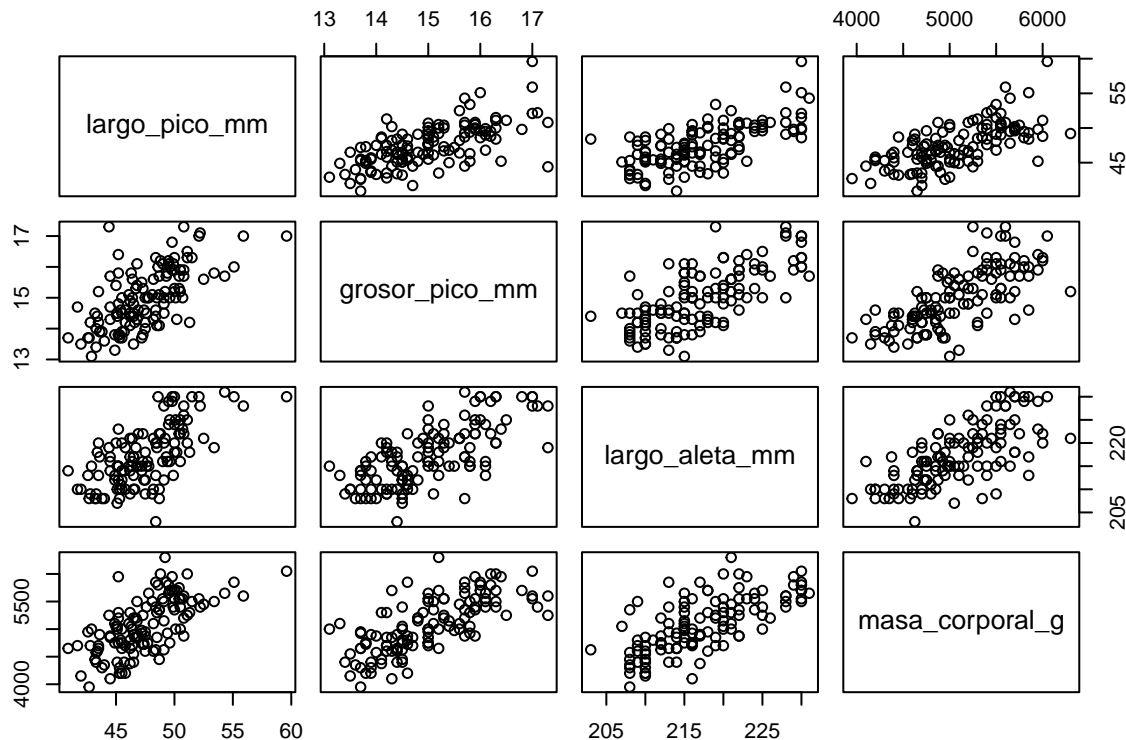 13 14 15 16 17
4000 5000 6000
largo_pico_mm
45 55
13 15 17
grosor_pico_mm
largo_aleta_mm
205 220
4000 5500
masa_corporal_g
45 50 55 60
205 215 225